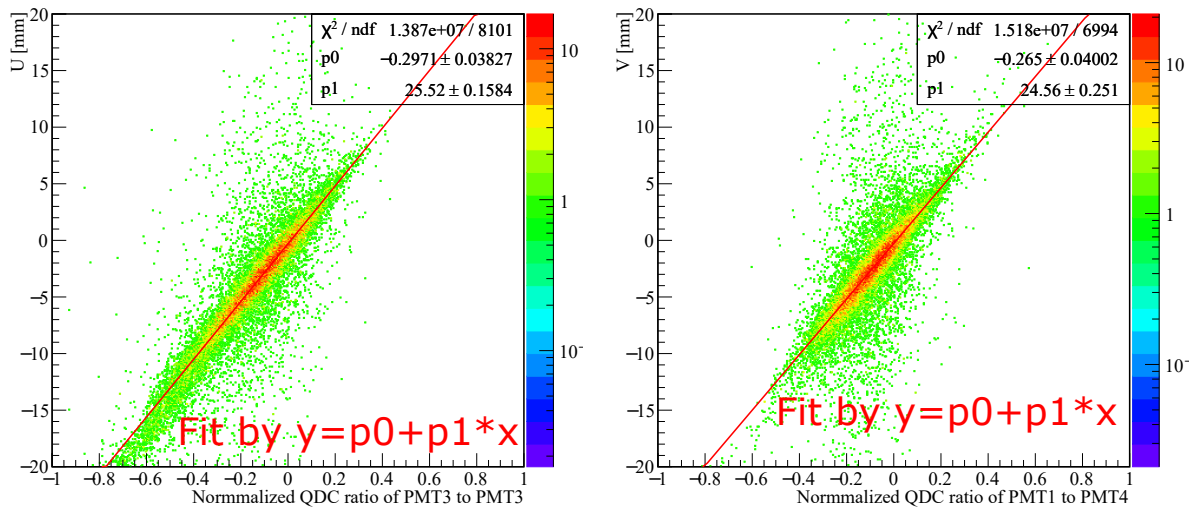 U [mm]
20
15
10
5
0
−5
−10
−15
−20
χ² / ndf 1.387e+07 / 8101
p0 −0.2971 ± 0.03827
p1 25.52 ± 0.1584
10
1
10⁻
Fit by y=p0+p1*x
−1 −0.8 −0.6 −0.4 −0.2 0 0.2 0.4 0.6 0.8 1
Normmalized QDC ratio of PMT3 to PMT3
V [mm]
20
15
10
5
0
−5
−10
−15
−20
χ² / ndf 1.518e+07 / 6994
p0 −0.265 ± 0.04002
p1 24.56 ± 0.251
10
1
10⁻
Fit by y=p0+p1*x
−1 −0.8 −0.6 −0.4 −0.2 0 0.2 0.4 0.6 0.8 1
Normmalized QDC ratio of PMT1 to PMT4